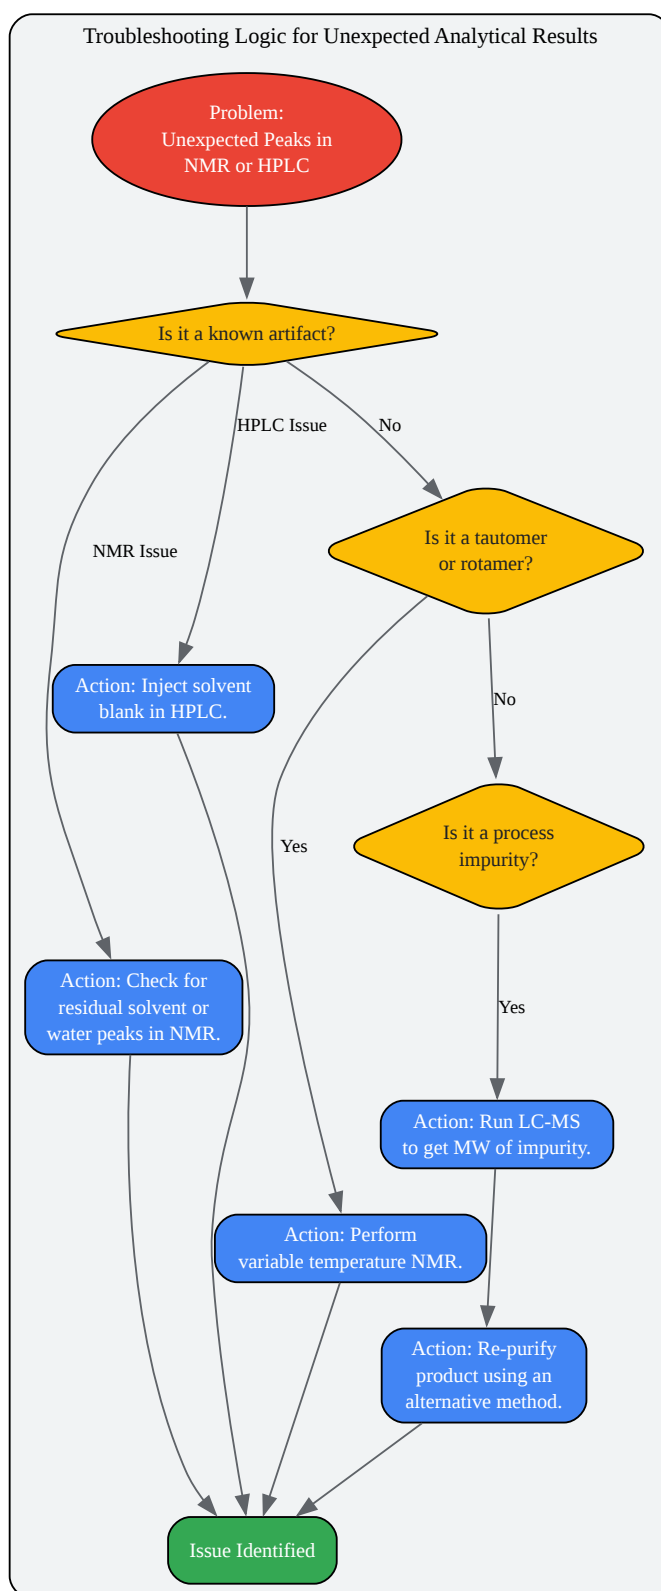 Troubleshooting Logic for Unexpected Analytical Results
Problem:
Unexpected Peaks in
NMR or HPLC
Is it a known artifact?
HPLC Issue
No
NMR Issue
Is it a tautomer
or rotamer?
Action: Inject solvent
blank in HPLC.
No
Yes
Is it a process
impurity?
Action: Check for
residual solvent or
water peaks in NMR.
Yes
Action: Run LC-MS
to get MW of impurity.
Action: Perform
variable temperature NMR.
Action: Re-purify
product using an
alternative method.
Issue Identified